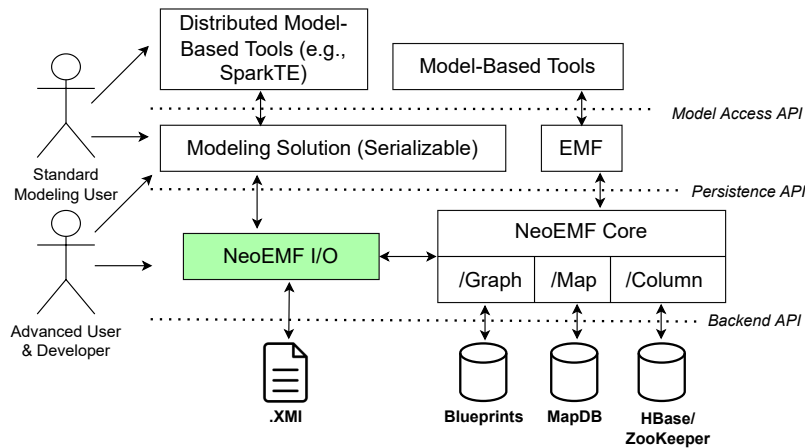 Distributed Model-
Based Tools (e.g.,
SparkTE)
Model-Based Tools
Model Access API
Standard
Modeling User
Modeling Solution (Serializable)
EMF
Persistence API
NeoEMF I/O
NeoEMF Core
/Graph
/Map
/Column
Advanced User
& Developer
Backend API
.XMI
Blueprints
MapDB
HBase/
ZooKeeper